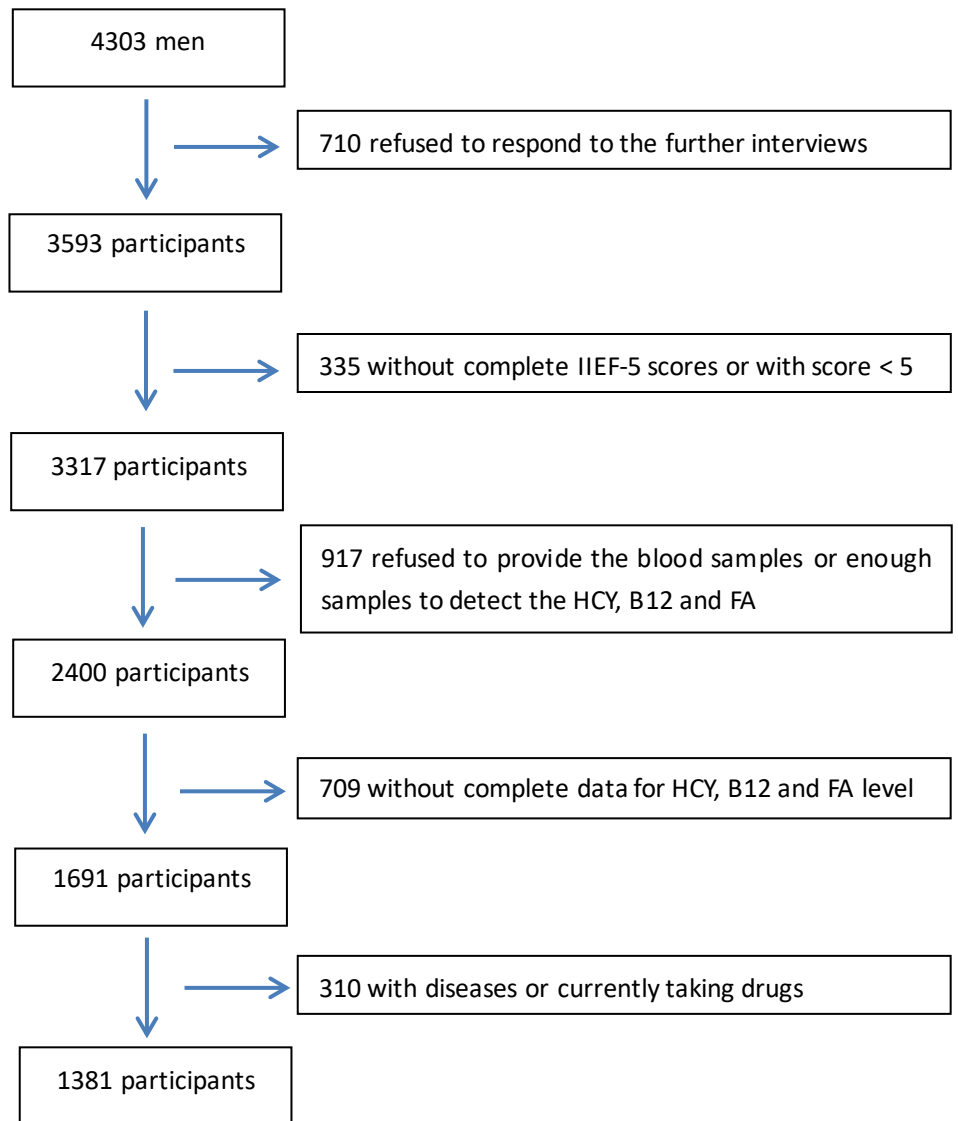 4303 men
710 refused to respond to the further interviews
3593 participants
335 without complete IIEF-5 scores or with score < 5
3317 participants
917 refused to provide the blood samples or enough
samples to detect the HCY, B12 and FA
2400 participants
709 without complete data for HCY, B12 and FA level
1691 participants
310 with diseases or currently taking drugs
1381 participants